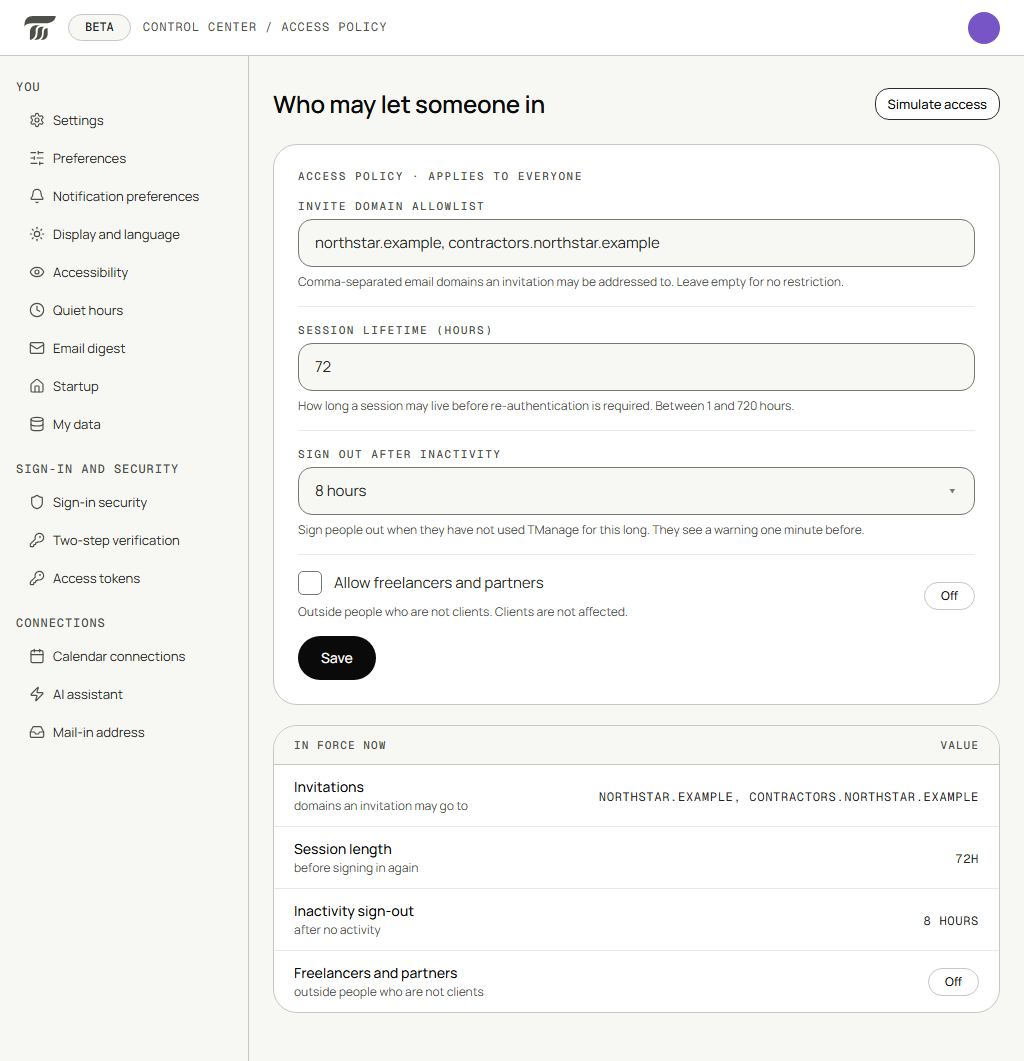 BETA
CONTROL CENTER / ACCESS POLICY
YOU
Settings
Preferences
Notification preferences
Display and language
Accessibility
Quiet hours
Email digest
Startup
My data
SIGN-IN AND SECURITY
Sign-in security
Two-step verification
Access tokens
CONNECTIONS
Calendar connections
AI assistant
Mail-in address
Who may let someone in
Simulate access
ACCESS POLICY · APPLIES TO EVERYONE
INVITE DOMAIN ALLOWLIST
northstar.example, contractors.northstar.example
Comma-separated email domains an invitation may be addressed to. Leave empty for no restriction.
SESSION LIFETIME (HOURS)
72
How long a session may live before re-authentication is required. Between 1 and 720 hours.
SIGN OUT AFTER INACTIVITY
8 hours
Sign people out when they have not used TManage for this long. They see a warning one minute before.
Allow freelancers and partners
Outside people who are not clients. Clients are not affected.
Off
Save
IN FORCE NOW VALUE
Invitations
domains an invitation may go to
NORTHSTAR.EXAMPLE, CONTRACTORS.NORTHSTAR.EXAMPLE
Session length
before signing in again
72H
Inactivity sign-out
after no activity
8 HOURS
Freelancers and partners
outside people who are not clients
Off